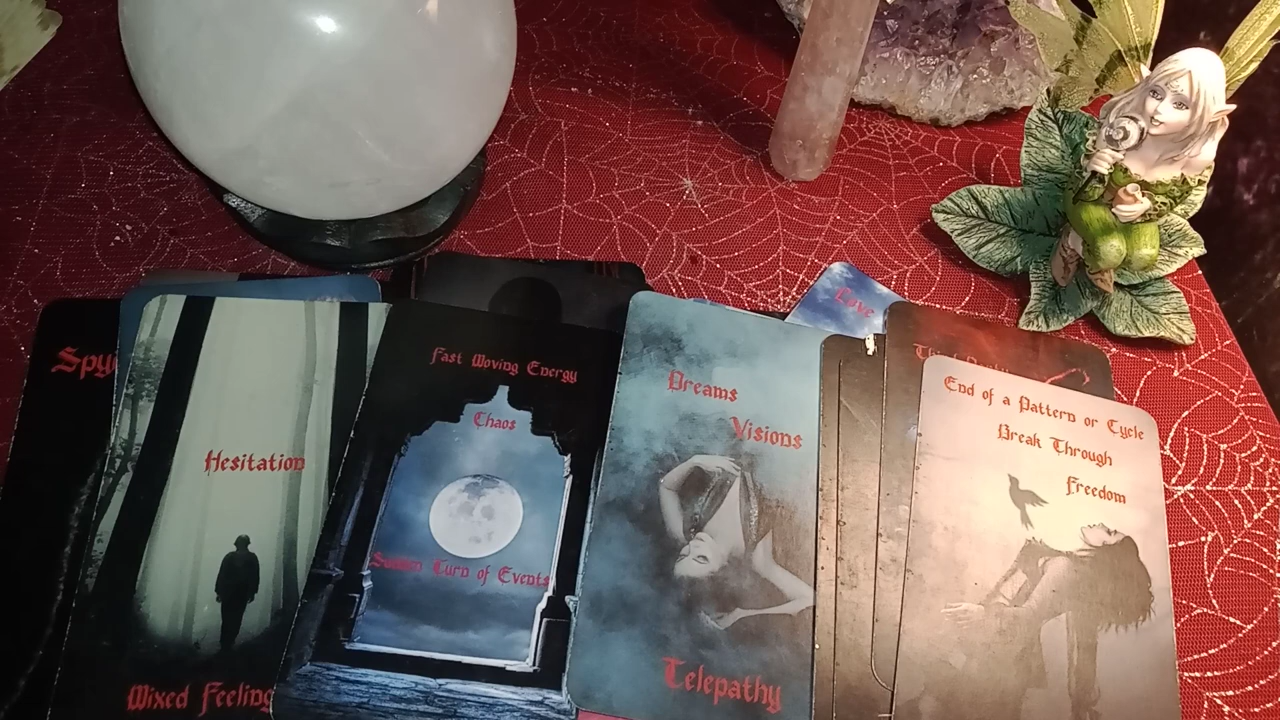 Hesitation
Mixed Feeling
Fast Moving Energy
Chaos
Sudden Turn of Events
Dreams
Visions
Telepathy
Love
End of a Pattern or Cycle
Break Through
Freedom